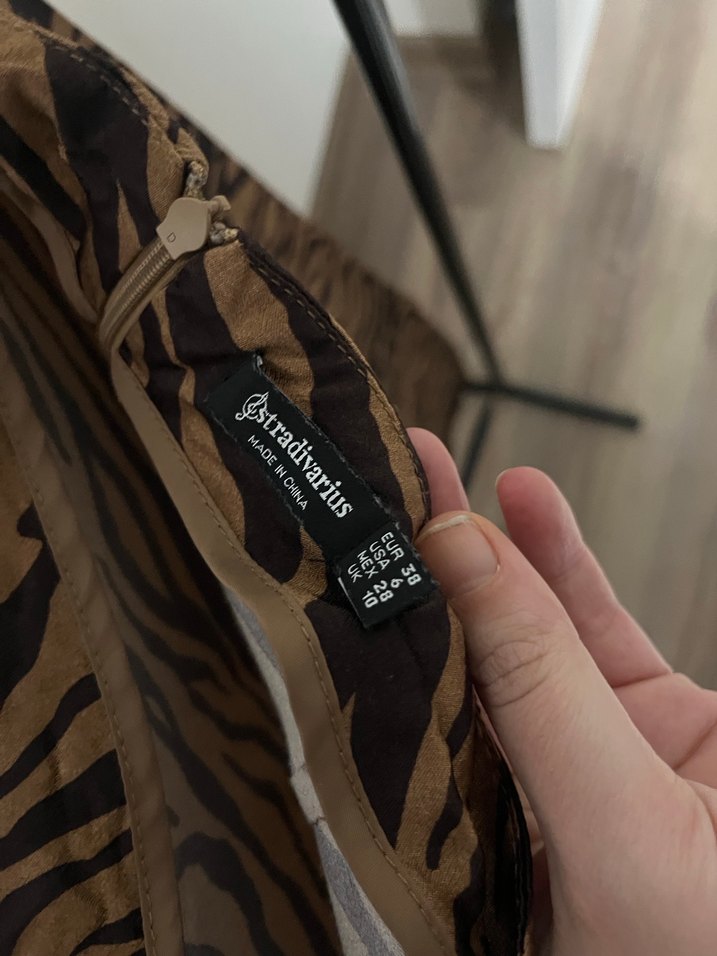 stradivarius
MADE IN CHINA
EUR 38
USA 6
MEX 28
UK 10
D